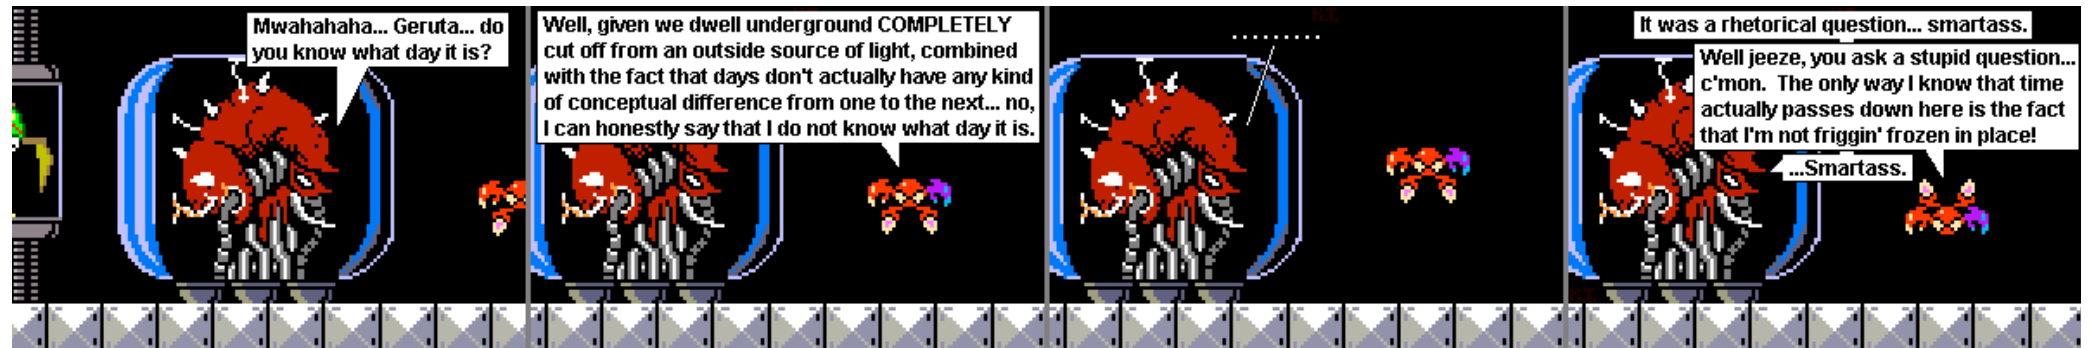 Mwahahaha... Geruta... do
you know what day it is?
Well, given we dwell underground COMPLETELY
cut off from an outside source of light, combined
with the fact that days don't actually have any kind
of conceptual difference from one to the next... no,
I can honestly say that I do not know what day it is.
..........
It was a rhetorical question... smartass.
Well jeeze, you ask a stupid question...
c'mon.  The only way I know that time
actually passes down here is the fact
that I'm not friggin' frozen in place!
...Smartass.